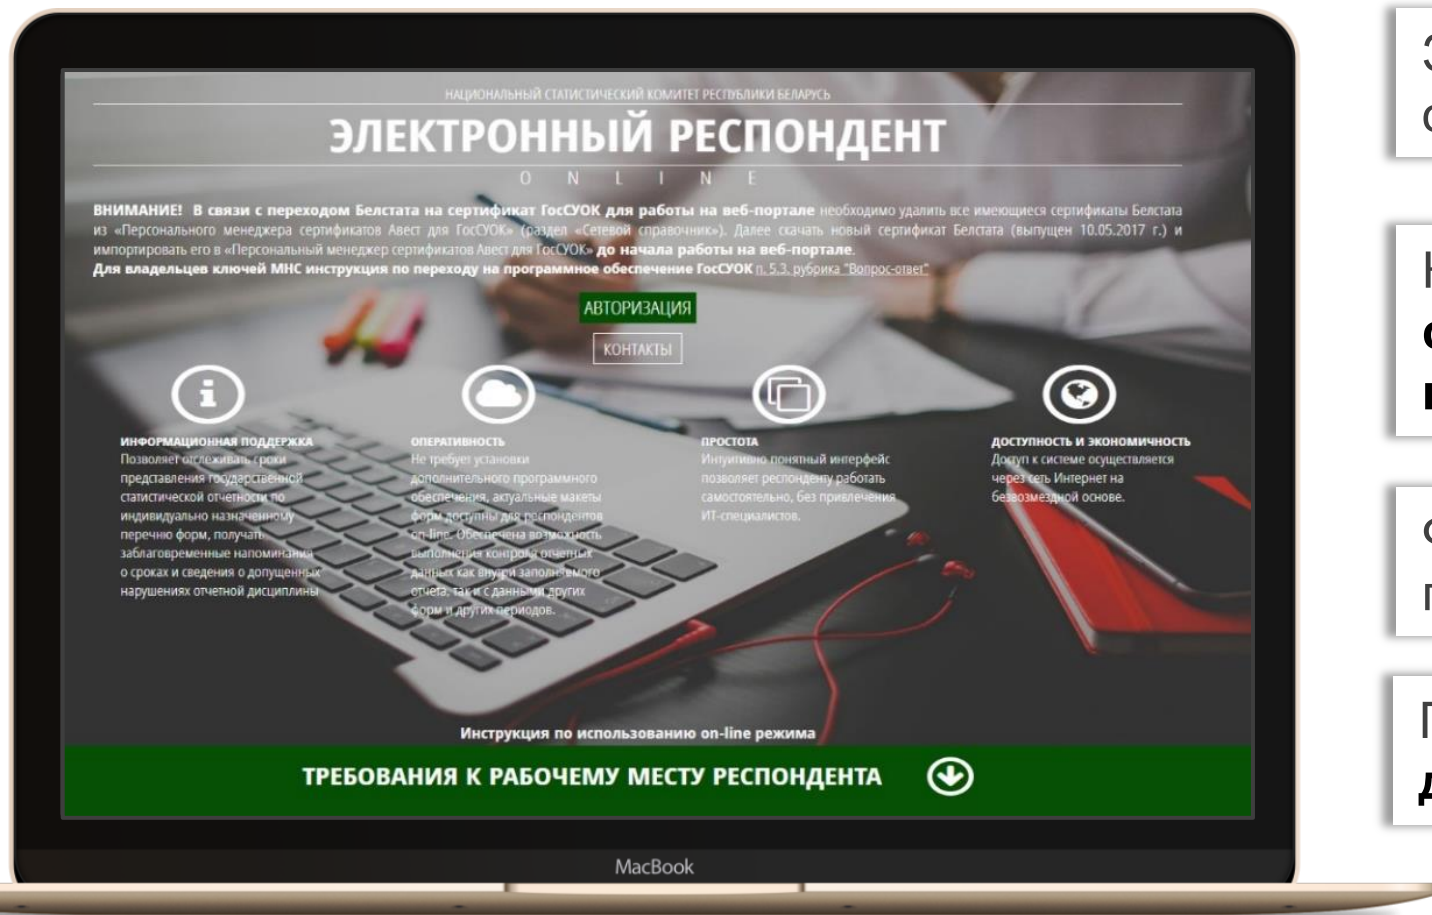 НАЦИОНАЛЬНЫЙ СТАТИСТИЧЕСКИЙ КОМИТЕТ РЕСПУБЛИКИ БЕЛАРУСЬ
ЭЛЕКТРОННЫЙ РЕСПОНДЕНТ
ONLINE
ВНИМАНИЕ! В связи с переходом Белстата на сертификат ГосСУОК для работы на веб-портале необходимо удалить все имеющиеся сертификаты Белстата
из «Персонального менеджера сертификатов Авест для ГосСУОК» (раздел «Сетевой справочник»). Далее скачать новый сертификат Белстата (выпущен 10.05.2017 г.) и
импортировать его в «Персональный менеджер сертификатов Авест для ГосСУОК» до начала работы на веб-портале.
Для владельцев ключей МНС инструкция по переходу на программное обеспечение ГосСУОК п. 5.3. рубрика "Вопрос-ответ"
АВТОРИЗАЦИЯ
КОНТАКТЫ
ИНФОРМАЦИОННАЯ ПОДДЕРЖКА
Позволяет отслеживать сроки
представления государственной
статистической отчетности по
индивидуально назначенному
перечню форм, получать
заблаговременные напоминания
о сроках и сведения о допущенных
нарушениях отчетной дисциплины
ОПЕРАТИВНОСТЬ
Не требует установки
дополнительного программного
обеспечения, актуальные макеты
форм доступны для респондентов
on-line. Обеспечена возможность
выполнения контроля отчетных
данных как внутри заполняемого
отчета, так и с данными других
форм и других периодов.
ПРОСТОТА
Интуитивно понятный интерфейс
позволяет респонденту работать
самостоятельно, без привлечения
ИТ-специалистов.
ДОСТУПНОСТЬ И ЭКОНОМИЧНОСТЬ
Доступ к системе осуществляется
через сеть Интернет на
безвозмездной основе.
Инструкция по использованию on-line режима
ТРЕБОВАНИЯ К РАБОЧЕМУ МЕСТУ РЕСПОНДЕНТА
MacBook